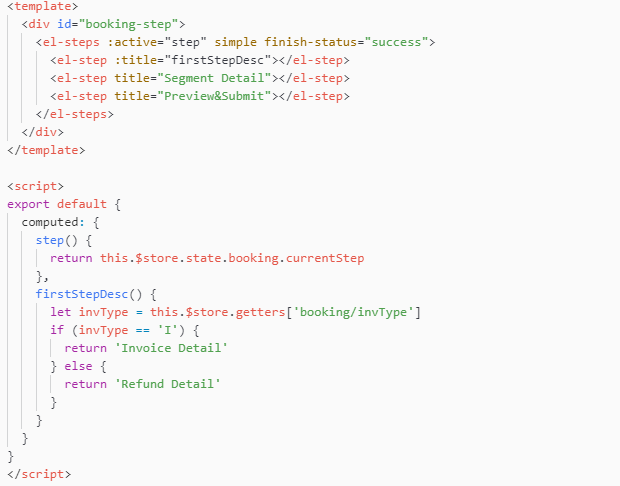 <template>
<div id="booking-step">
<el-steps :active="step" simple finish-status="success">
<el-step :title="firstStepDesc"></el-step>
<el-step title="Segment Detail"></el-step>
<el-step title="Preview&Submit"></el-step>
</el-steps>
</div>
</template>
<script>
export default {
computed: {
step() {
return this.$store.state.booking.currentStep
},
firstStepDesc() {
let invType = this.$store.getters['booking/invType']
if (invType == 'I') {
return 'Invoice Detail'
} else {
return 'Refund Detail'
}
}
}
}
</script>